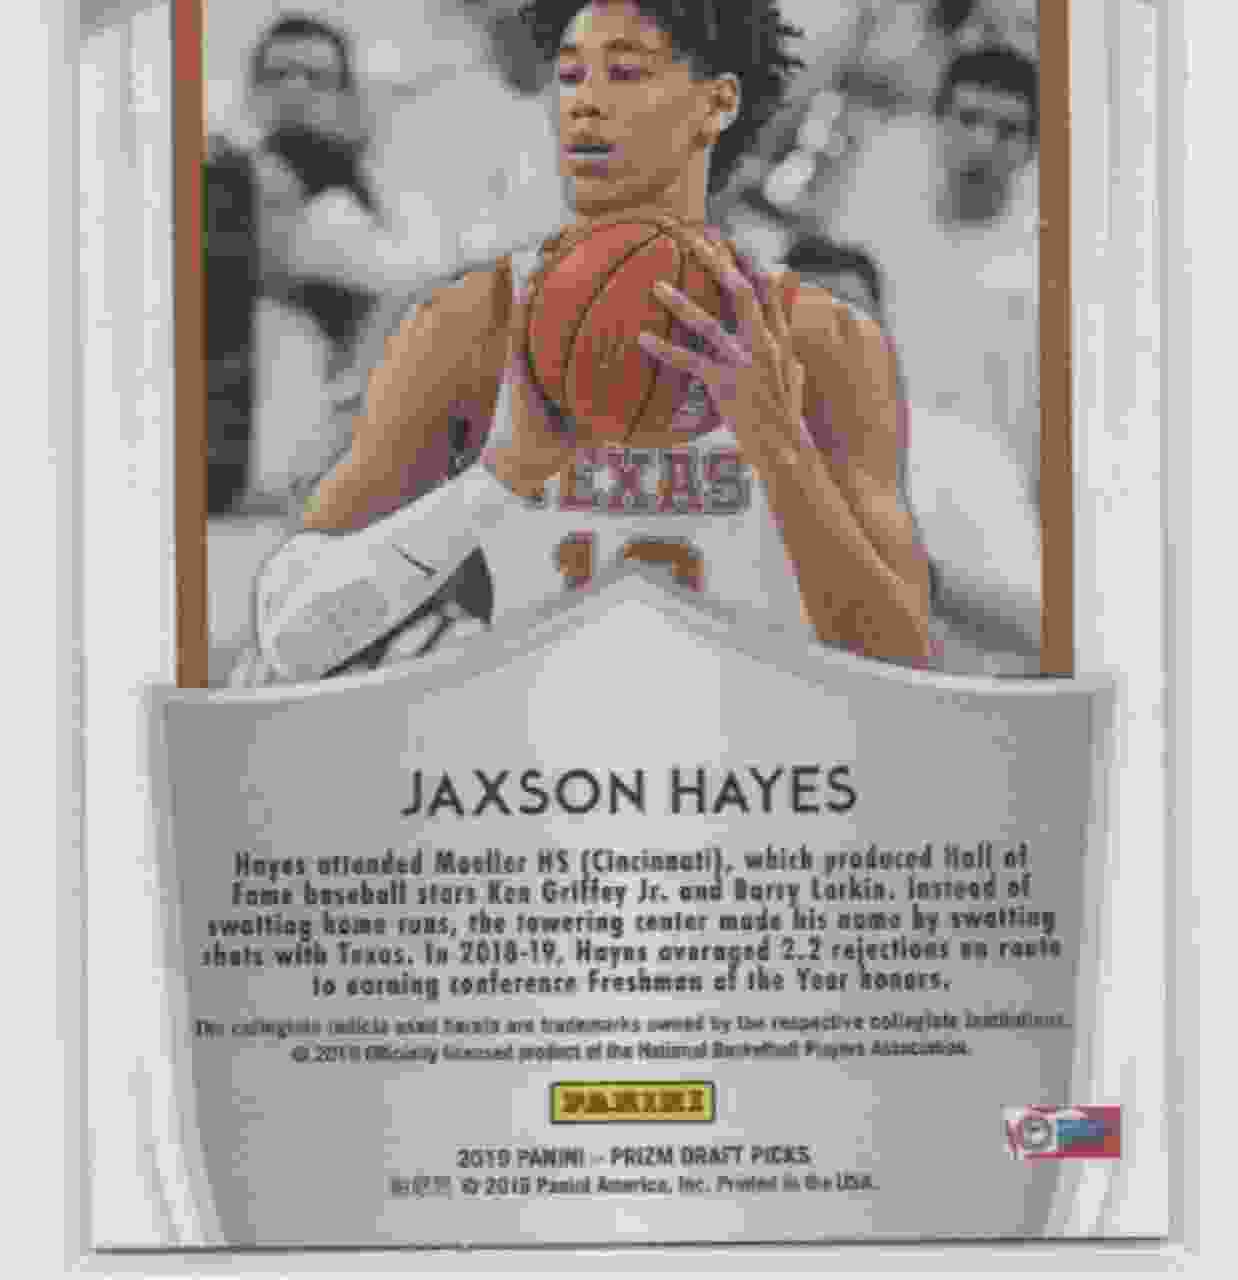 TEXAS
JAXSON HAYES
Hayes attended Moeller HS (Cincinnati), which produced Hall of
Fame baseball stars Ken Griffey Jr. and Barry Larkin. Instead of
swatting home runs, the towering center made his name by swatting
shots with Texas. In 2018-19, Hayes averaged 2.2 rejections en route
to earning conference Freshman of the Year honors.
The collegiate indicia used herein are trademarks owned by the respective collegiate institutions.
© 2019 Officially licensed product of the National Basketball Players Association.
PANINI
2019 PANINI - PRIZM DRAFT PICKS
© 2019 Panini America, Inc. Printed in the USA.